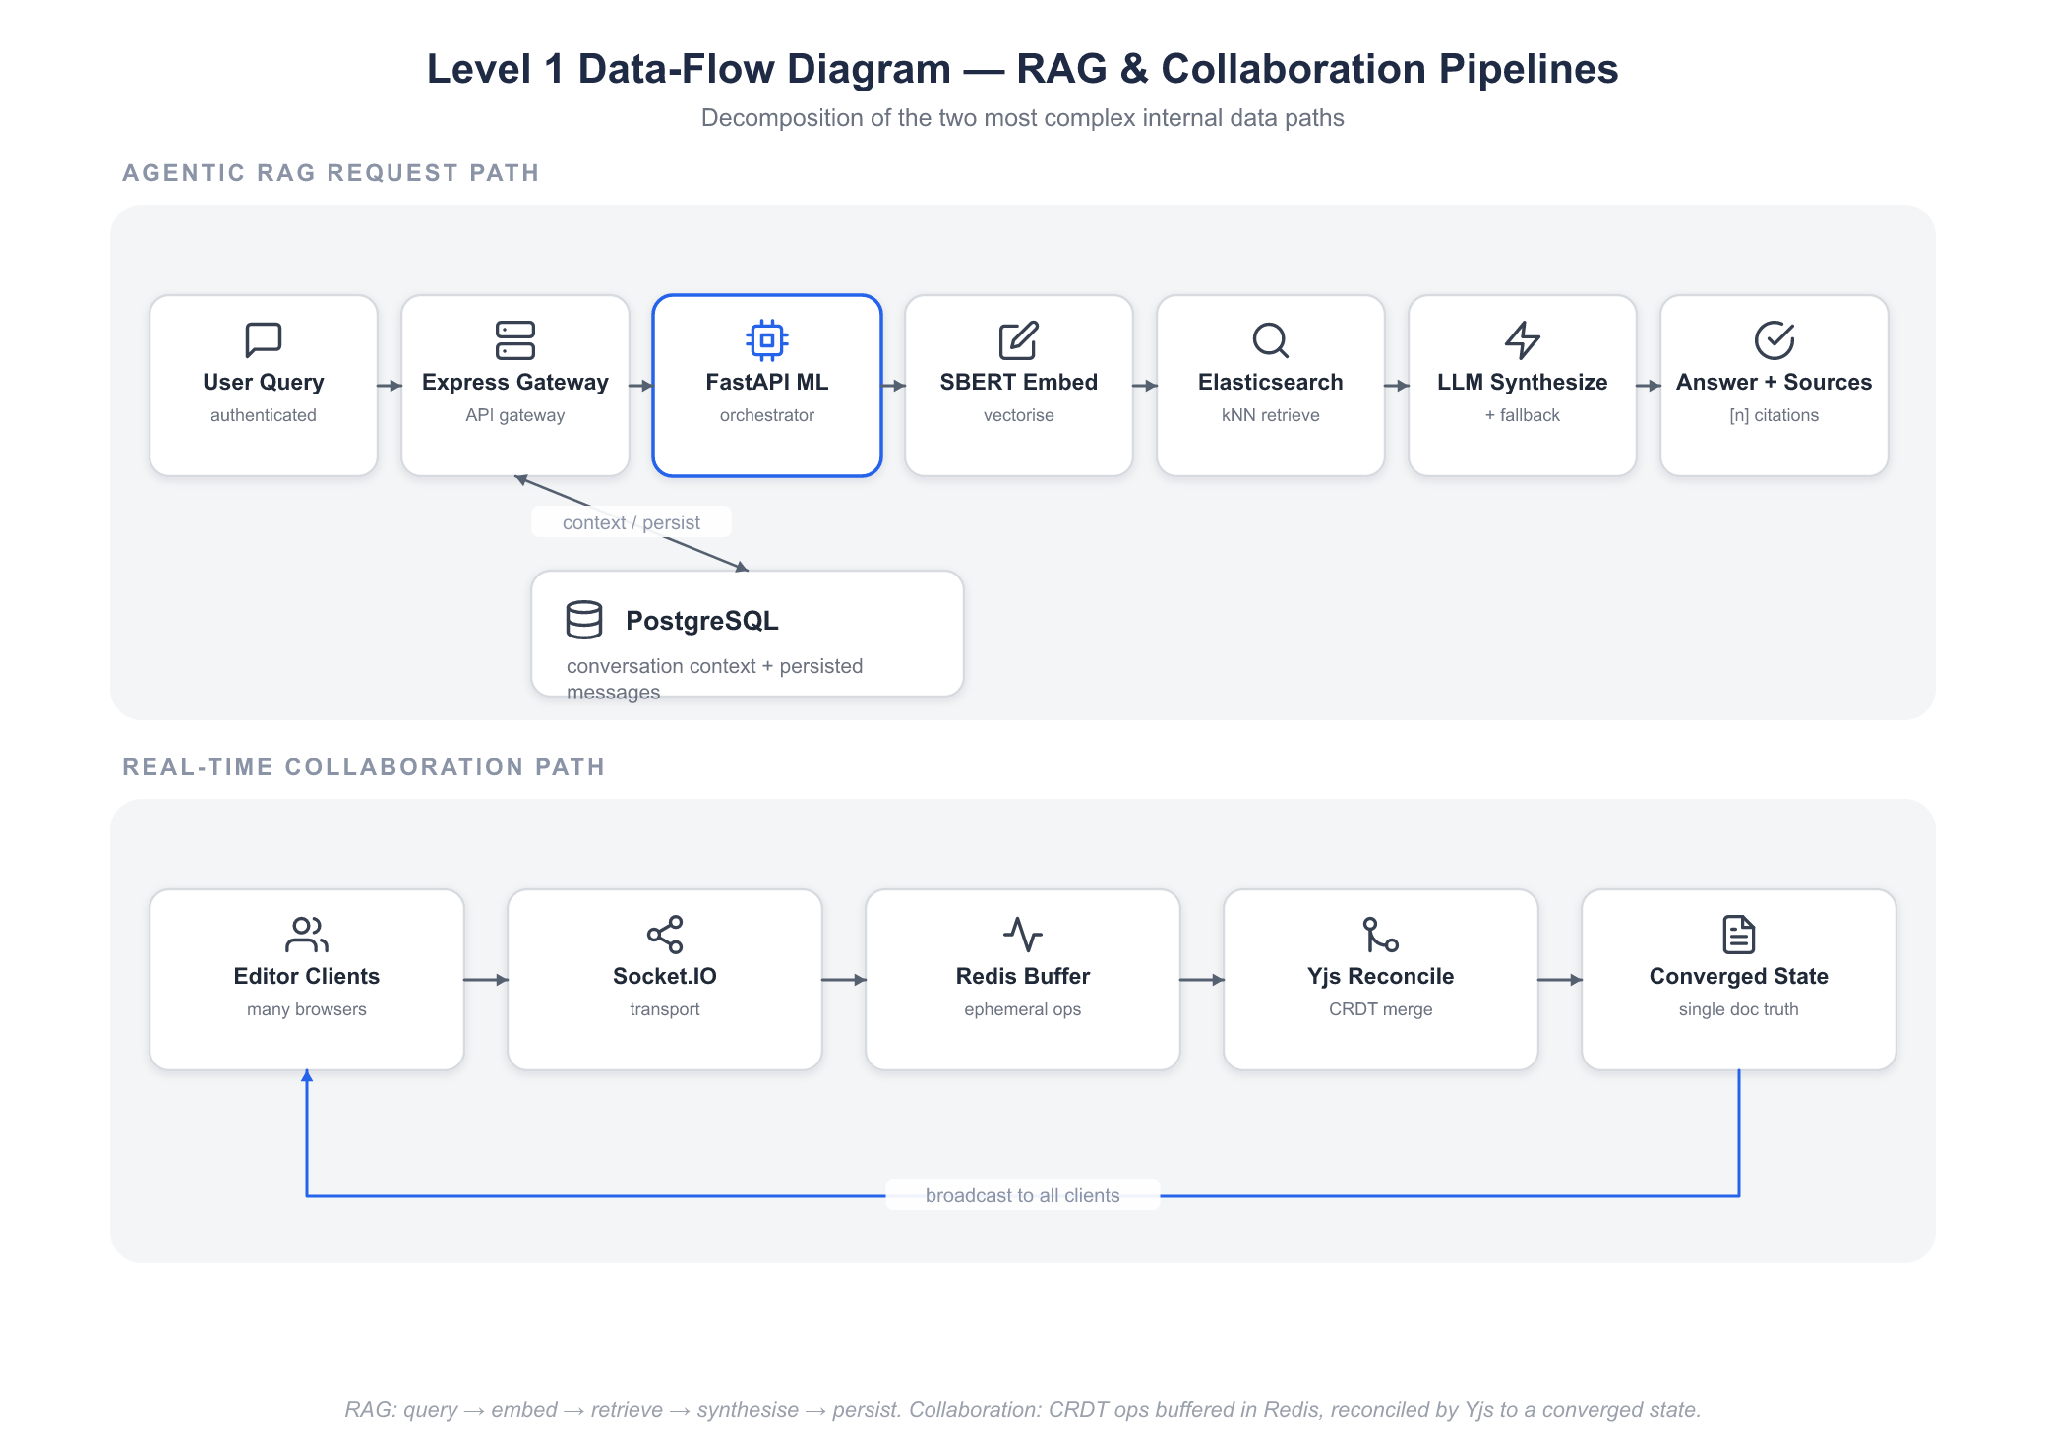 Level 1 Data-Flow Diagram — RAG & Collaboration Pipelines
Decomposition of the two most complex internal data paths
AGENTIC RAG REQUEST PATH
User Query
authenticated
Express Gateway
API gateway
FastAPI ML
orchestrator
SBERT Embed
vectorise
Elasticsearch
kNN retrieve
LLM Synthesize
+ fallback
Answer + Sources
[n] citations
context / persist
PostgreSQL
conversation context + persisted
messages
REAL-TIME COLLABORATION PATH
Editor Clients
many browsers
Socket.IO
transport
Redis Buffer
ephemeral ops
Yjs Reconcile
CRDT merge
Converged State
single doc truth
broadcast to all clients
RAG: query → embed → retrieve → synthesise → persist. Collaboration: CRDT ops buffered in Redis, reconciled by Yjs to a converged state.